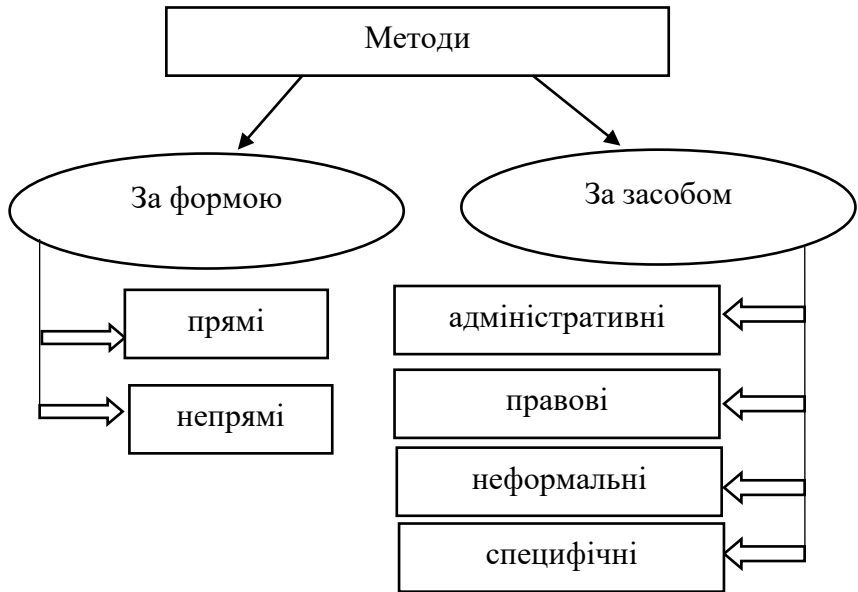 Методи
За формою
За засобом
прямі
непрямі
адміністративні
правові
неформальні
специфічні